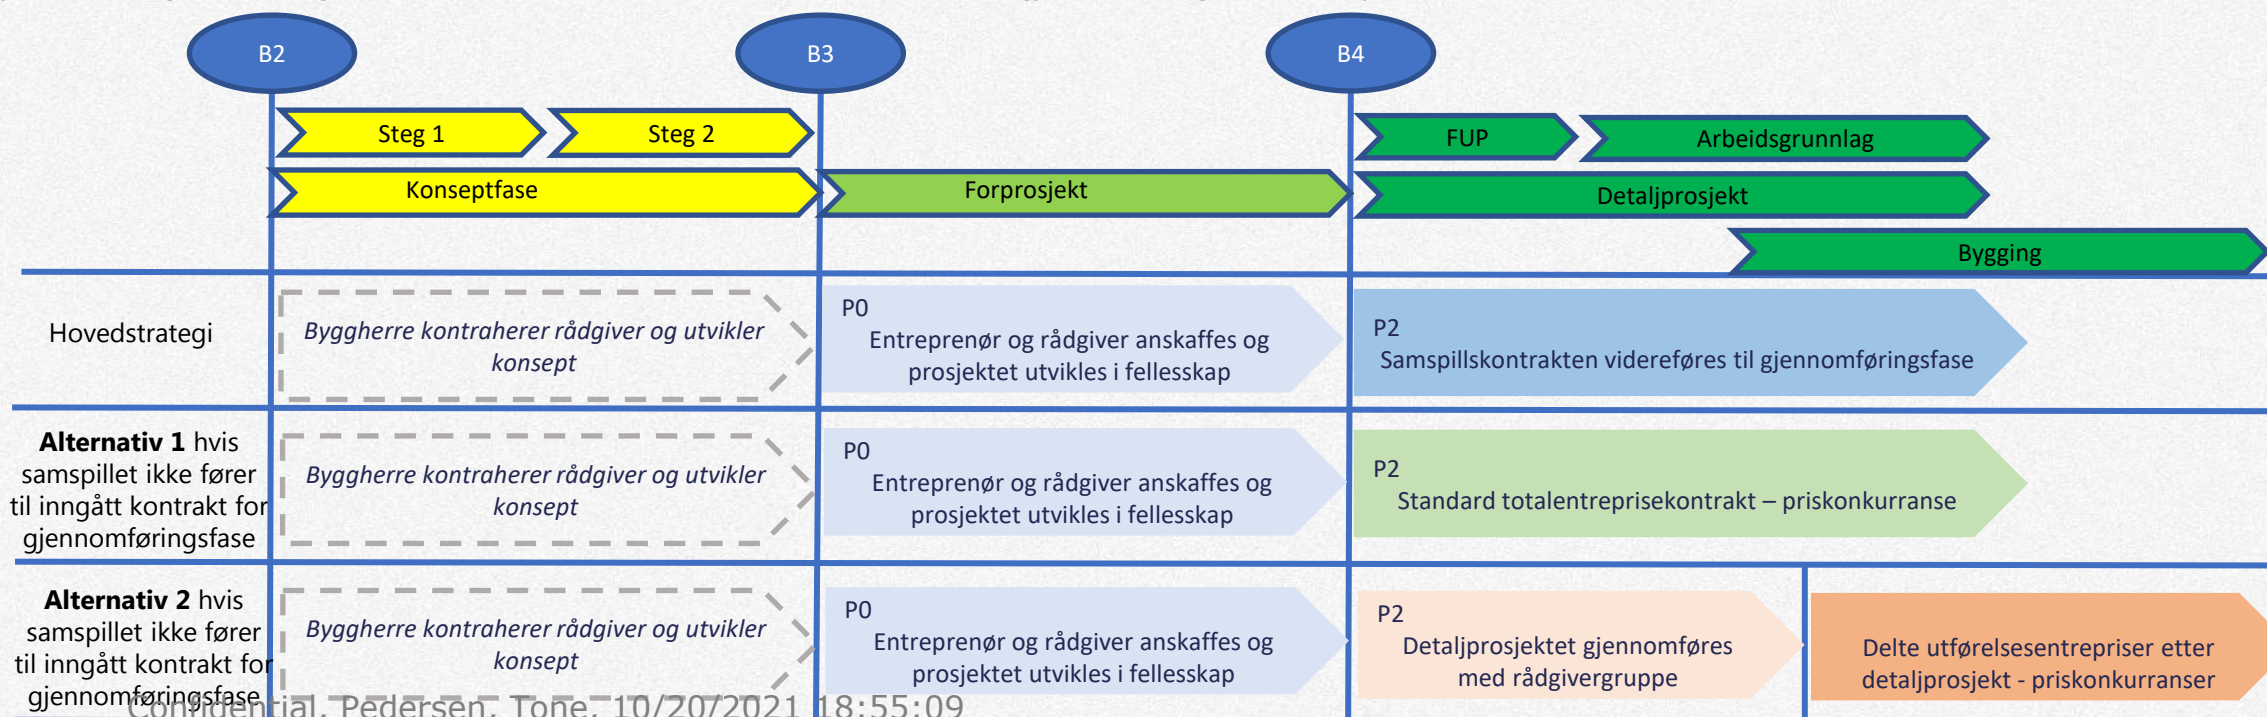 B2
B3
B4
Steg 1
Steg 2
FUP
Arbeidsgrunnlag
Konseptfase
Forprosjekt
Detaljprosjekt
Bygging
Hovedstrategi
Byggherre kontraherer rådgiver og utvikler
konsept
P0
Entreprenør og rådgiver anskaffes og
prosjektet utvikles i fellesskap
P2
Samspillskontrakten videreføres til gjennomføringsfase
Alternativ 1 hvis
samspillet ikke fører
til inngått kontrakt for
gjennomføringsfase
Byggherre kontraherer rådgiver og utvikler
konsept
P0
Entreprenør og rådgiver anskaffes og
prosjektet utvikles i fellesskap
P2
Standard totalentreprisekontrakt – priskonkurranse
Alternativ 2 hvis
samspillet ikke fører
til inngått kontrakt for
gjennomføringsfase
Byggherre kontraherer rådgiver og utvikler
konsept
P0
Entreprenør og rådgiver anskaffes og
prosjektet utvikles i fellesskap
P2
Detaljprosjektet gjennomføres
med rådgivergruppe
Delte utførelsesentrepriser etter
detaljprosjekt - priskonkurranser
Confidential, Pedersen, Tone, 10/20/2021 18:55:09